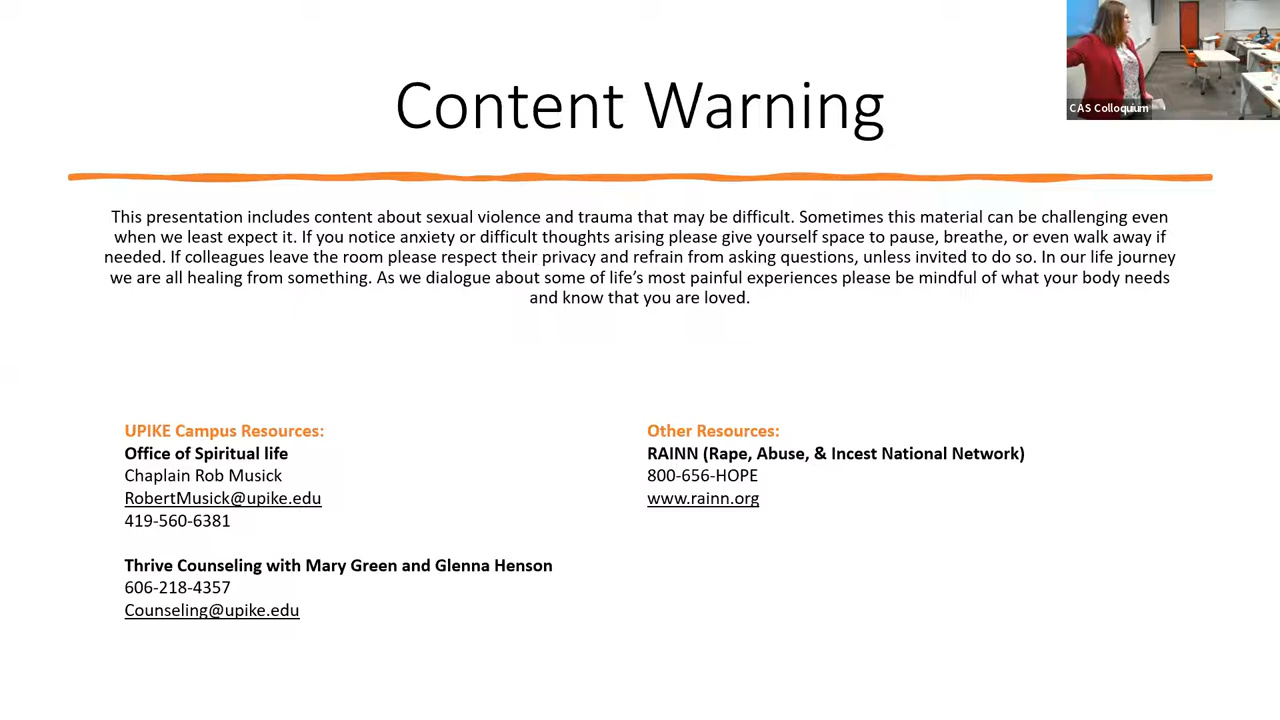 CAS Colloquium
Content Warning
This presentation includes content about sexual violence and trauma that may be difficult. Sometimes this material can be challenging even
when we least expect it. If you notice anxiety or difficult thoughts arising please give yourself space to pause, breathe, or even walk away if
needed. If colleagues leave the room please respect their privacy and refrain from asking questions, unless invited to do so. In our life journey
we are all healing from something. As we dialogue about some of life’s most painful experiences please be mindful of what your body needs
and know that you are loved.
UPIKE Campus Resources:
Office of Spiritual life
Chaplain Rob Musick
RobertMusick@upike.edu
419-560-6381
Thrive Counseling with Mary Green and Glenna Henson
606-218-4357
Counseling@upike.edu
Other Resources:
RAINN (Rape, Abuse, & Incest National Network)
800-656-HOPE
www.rainn.org